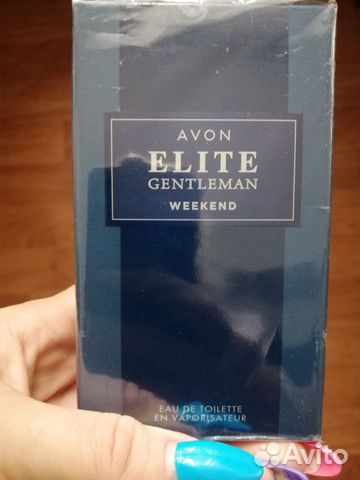 AVON
ELITE
GENTLEMAN
WEEKEND
EAU DE TOILETTE
EN VAPORISATEUR
Avito